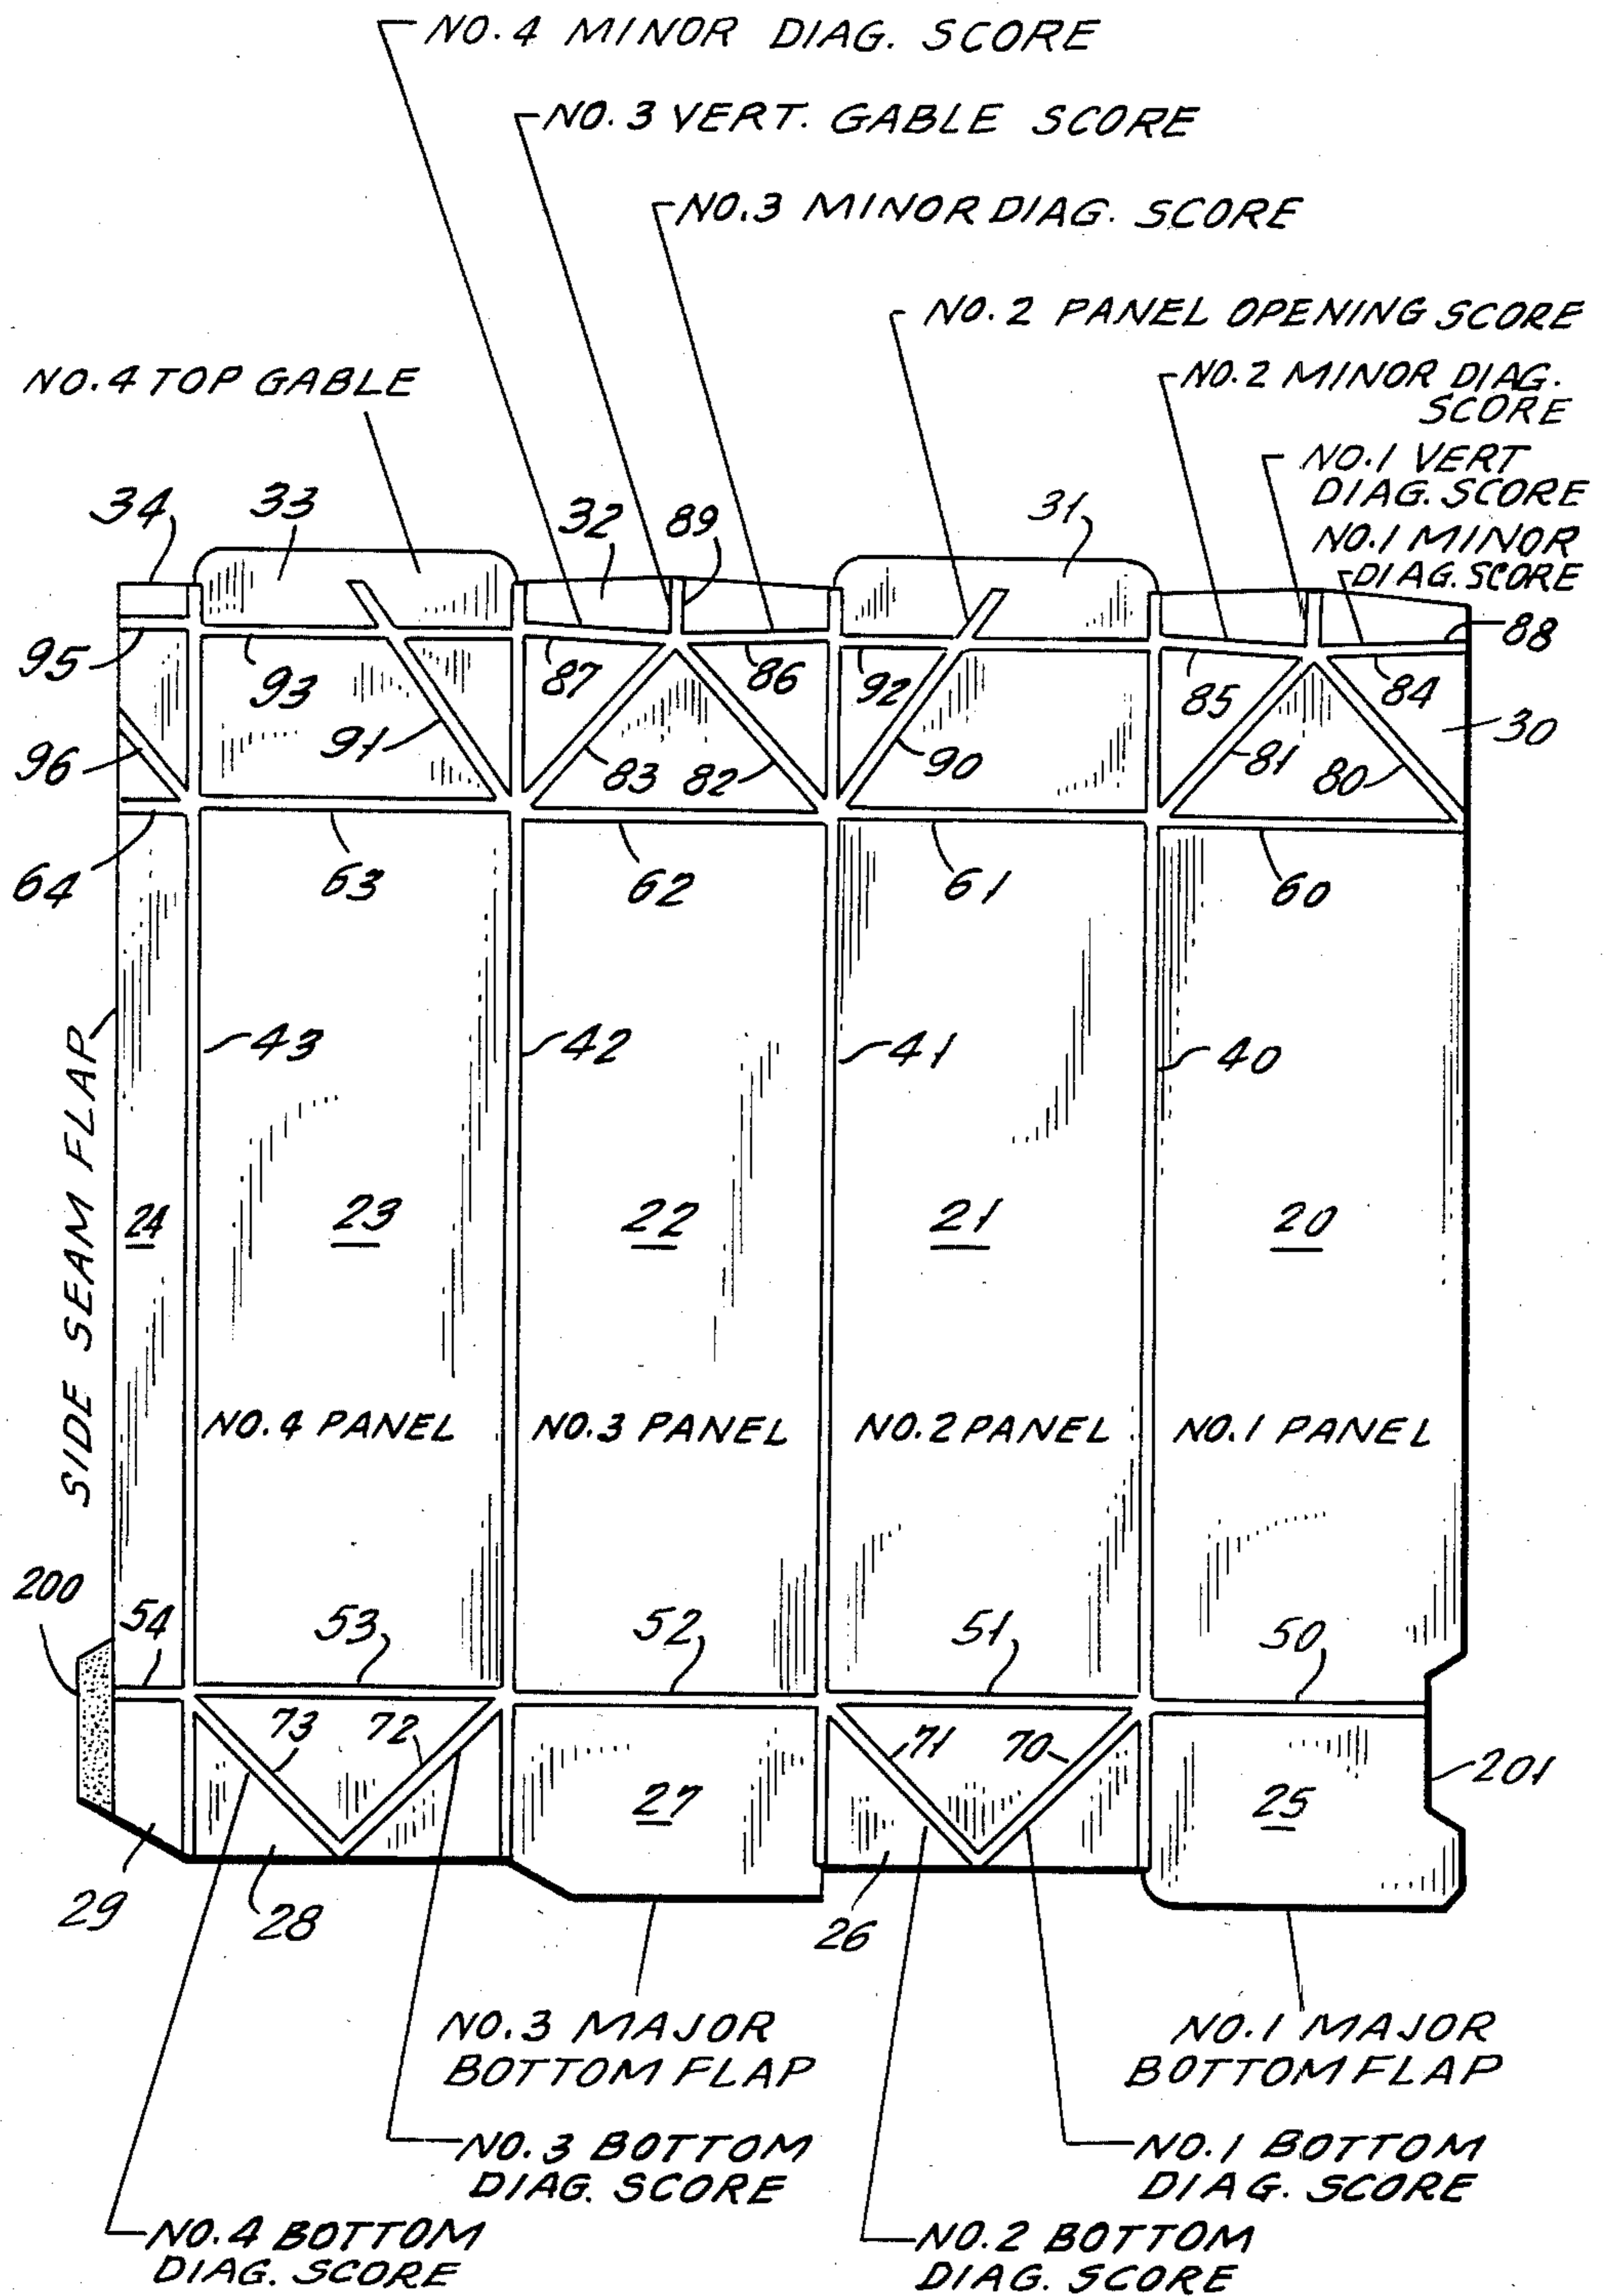 NO. 4 MINOR DIAG. SCORE
NO. 3 VERT. GABLE SCORE
NO. 3 MINOR DIAG. SCORE
NO. 2 PANEL OPENING SCORE
NO. 4 TOP GABLE
NO. 2 MINOR DIAG.
SCORE
NO. 1 VERT
DIAG. SCORE
NO. 1 MINOR
DIAG. SCORE
34 33 32 89 31
95 93 87 86 92 85 84 88
96 91 83 82 90 81 80 30
64 63 62 61 60
43 42 41 40
SIDE SEAM FLAP
24 23 22 21 20
NO. 4 PANEL NO. 3 PANEL NO. 2 PANEL NO. 1 PANEL
200 54 53 52 51 50
73 72 71 70 201
27 25
29 28 26
NO. 3 MAJOR
BOTTOM FLAP
NO. 1 MAJOR
BOTTOM FLAP
NO. 3 BOTTOM
DIAG. SCORE
NO. 1 BOTTOM
DIAG. SCORE
NO. 4 BOTTOM
DIAG. SCORE
NO. 2 BOTTOM
DIAG. SCORE